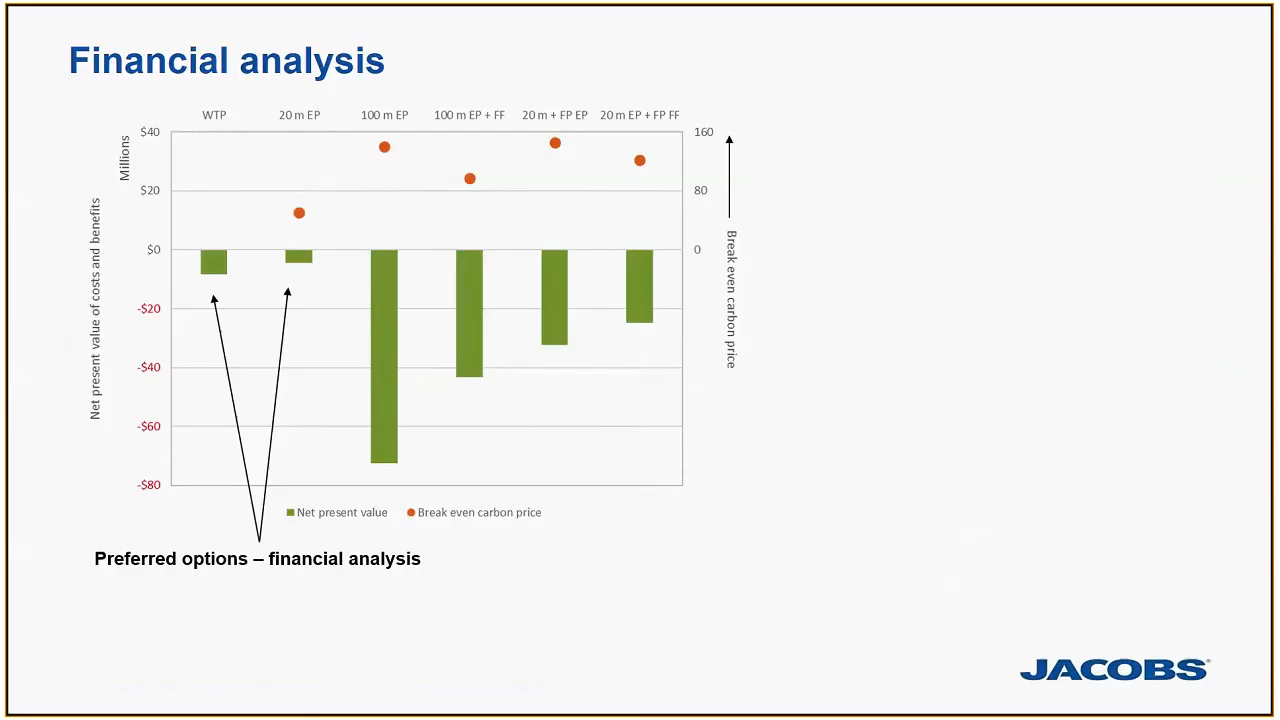 Financial analysis
WTP 20 m EP 100 m EP 100 m EP + FF 20 m + FP EP 20 m EP + FP FF
Millions
Net present value of costs and benefits
$40
$20
$0
-$20
-$40
-$60
-$80
160
80
0
Break even carbon price
Net present value Break even carbon price
Preferred options – financial analysis
JACOBS®